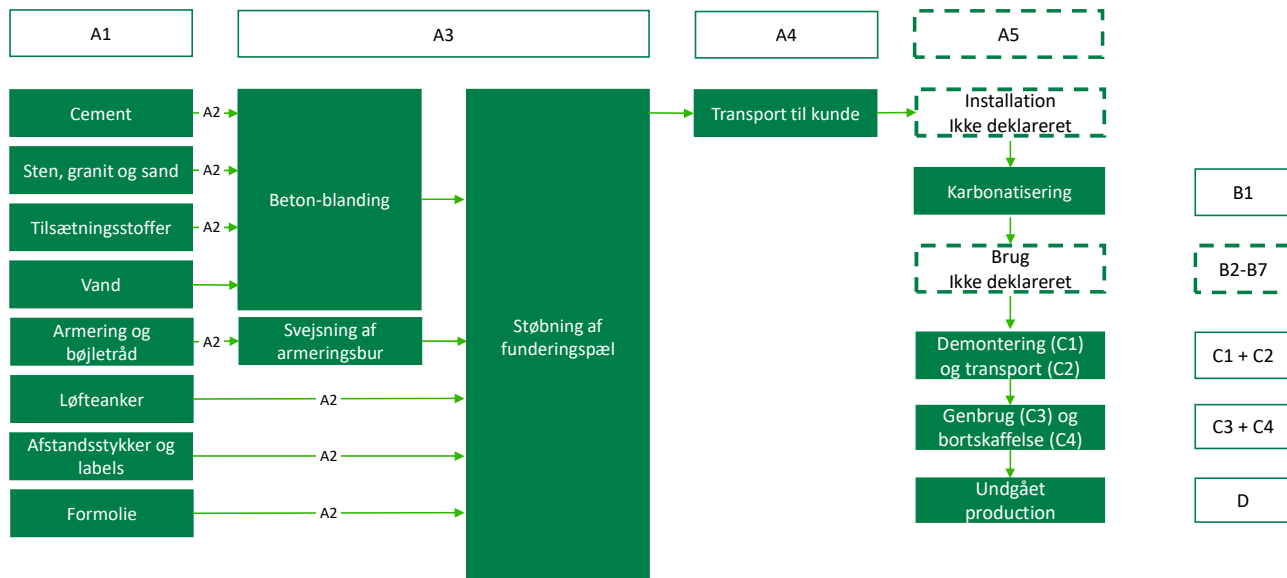 A1
A3
A4
A5
Cement
A2
Sten, granit og sand
A2
Tilsætningsstoffer
A2
Vand
Armering og
bøjletråd
A2
Løfteanker
A2
Afstandsstykker og
labels
A2
Formolie
A2
Beton-blanding
Svejsning af
armeringsbur
Støbning af
funderingspæl
Transport til kunde
Installation
Ikke deklareret
Karbonatisering
B1
Brug
Ikke deklareret
B2-B7
Demontering (C1)
og transport (C2)
C1 + C2
Genbrug (C3) og
bortskaffelse (C4)
C3 + C4
Undgået
production
D